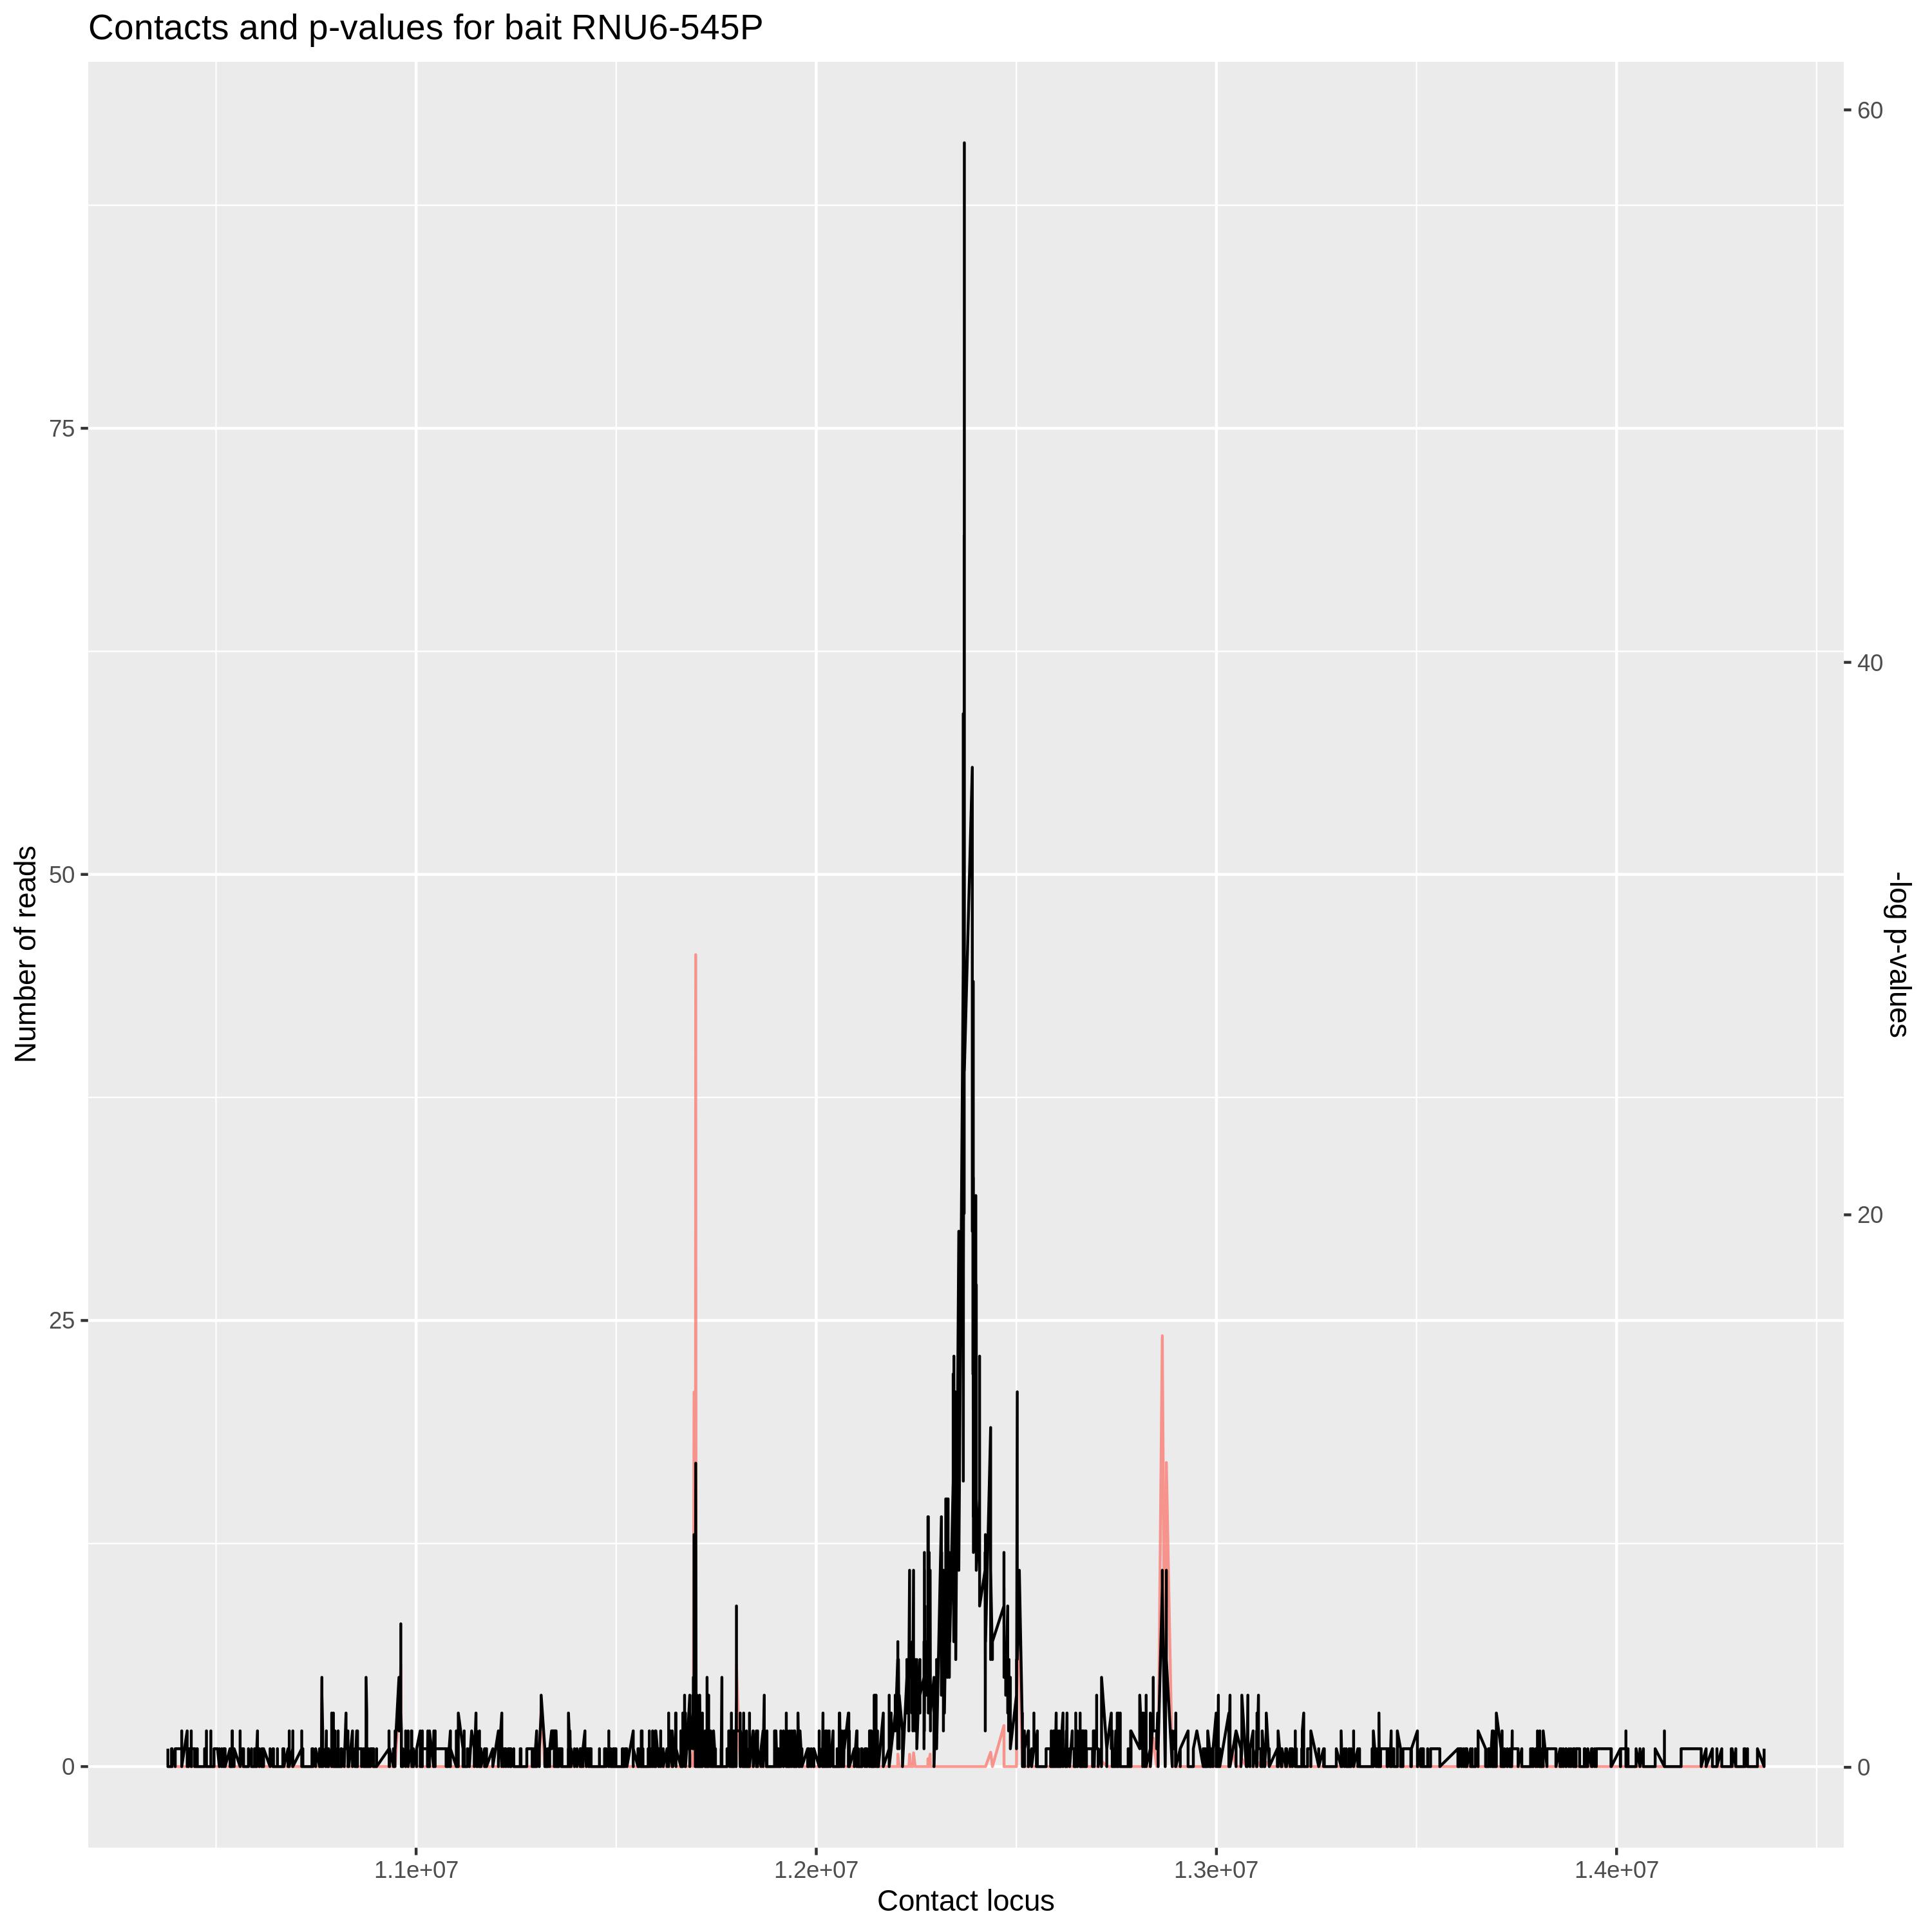 Contacts and p-values for bait RNU6-545P
60
75
40
50
Number of reads
-log p-values
20
25
0
0
1.1e+07
1.2e+07
1.3e+07
1.4e+07
Contact locus